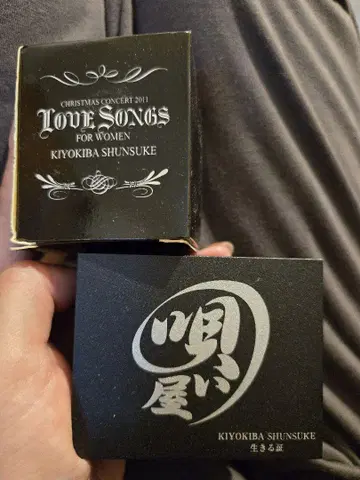 CHRISTMAS CONCERT 2011
LOVE SONGS
FOR WOMEN
KIYOKIBA SHUNSUKE
唄い屋
KIYOKIBA SHUNSUKE
生きる証